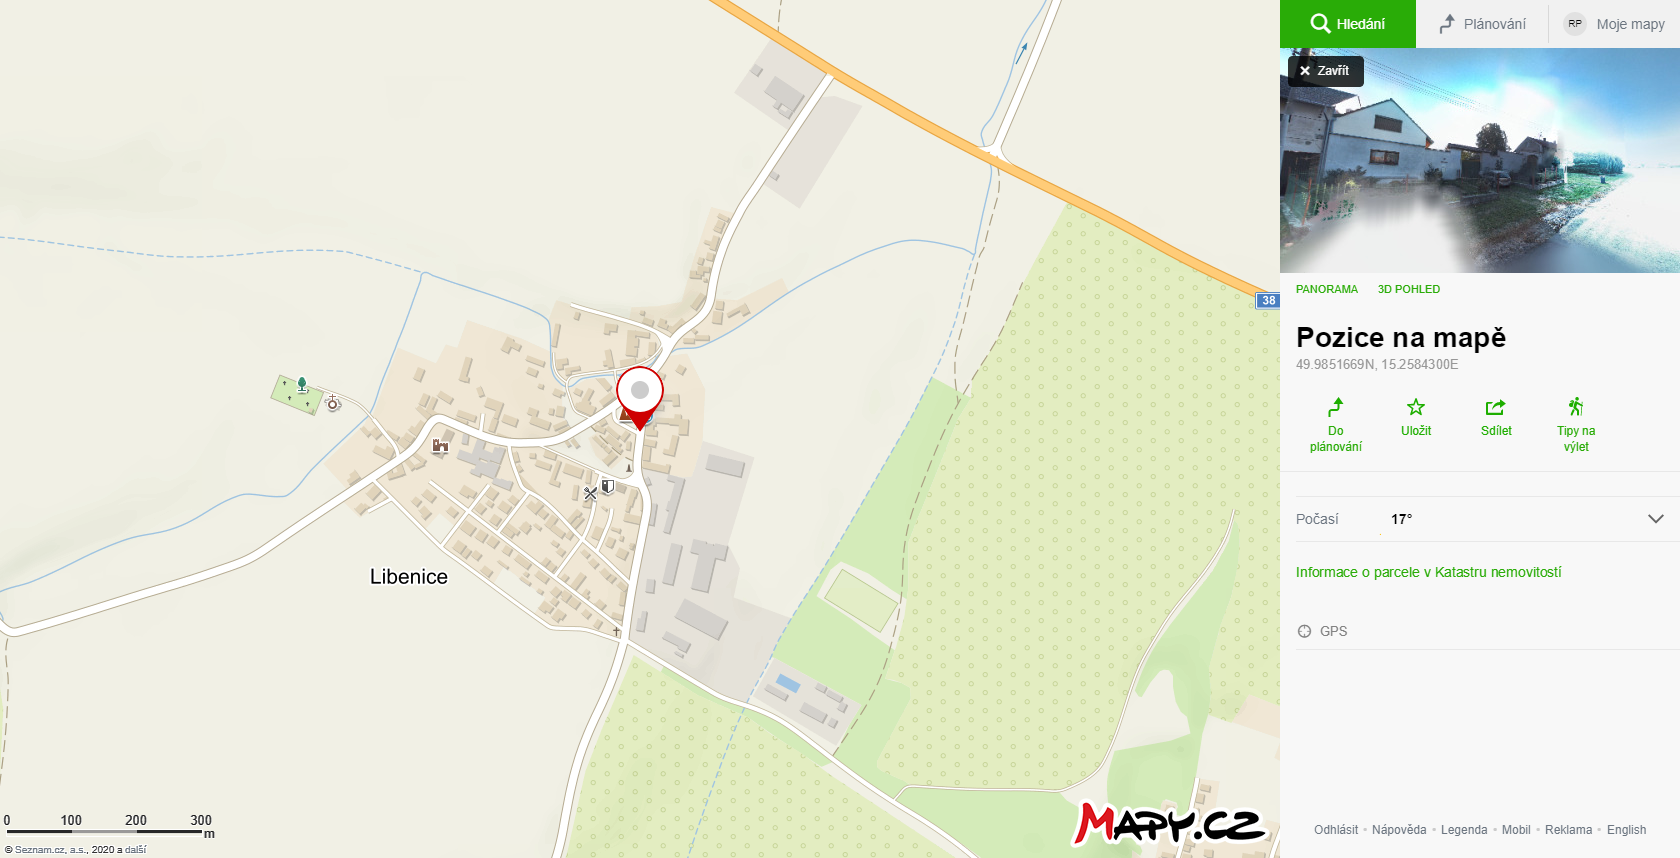 Hledání
Plánování
RP
Moje mapy
Zavřít
PANORAMA
3D POHLED
Pozice na mapě
49.9851669N, 15.2584300E
Do plánování
Uložit
Sdílet
Tipy na výlet
Počasí
17°
Informace o parcele v Katastru nemovitostí
GPS
Odhlásit • Nápověda • Legenda • Mobil • Reklama • English
38
Libenice
0 100 200 300
m
© Seznam.cz, a.s., 2020 a další
MAPY.CZ